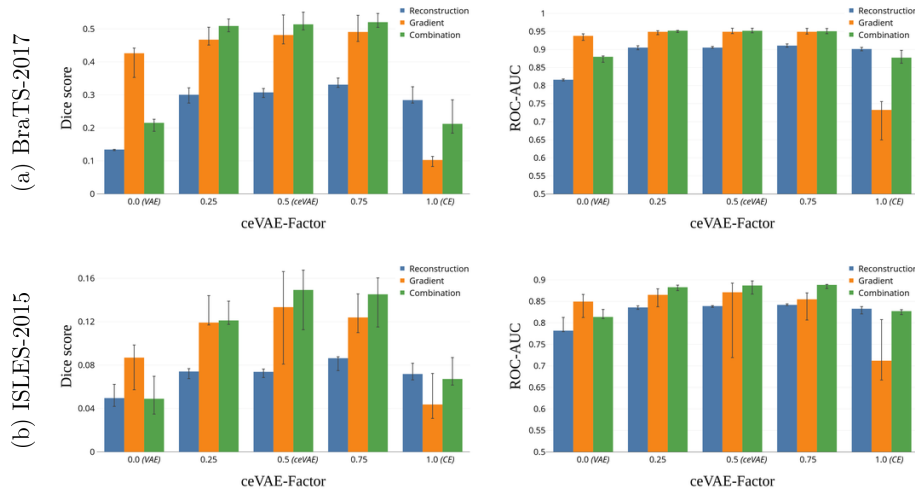 (a) BraTS-2017
Dice score
0.5
0.4
0.3
0.2
0.1
0
Reconstruction
Gradient
Combination
0.0 (VAE) 0.25 0.5 (ceVAE) 0.75 1.0 (CE)
ceVAE-Factor
ROC-AUC
1
0.95
0.9
0.85
0.8
0.75
0.7
0.65
0.6
0.55
0.5
Reconstruction
Gradient
Combination
0.0 (VAE) 0.25 0.5 (ceVAE) 0.75 1.0 (CE)
ceVAE-Factor
(b) ISLES-2015
Dice score
0.16
0.12
0.08
0.04
0
Reconstruction
Gradient
Combination
0.0 (VAE) 0.25 0.5 (ceVAE) 0.75 1.0 (CE)
ceVAE-Factor
ROC-AUC
0.9
0.85
0.8
0.75
0.7
0.65
0.6
0.55
0.5
Reconstruction
Gradient
Combination
0.0 (VAE) 0.25 0.5 (ceVAE) 0.75 1.0 (CE)
ceVAE-Factor